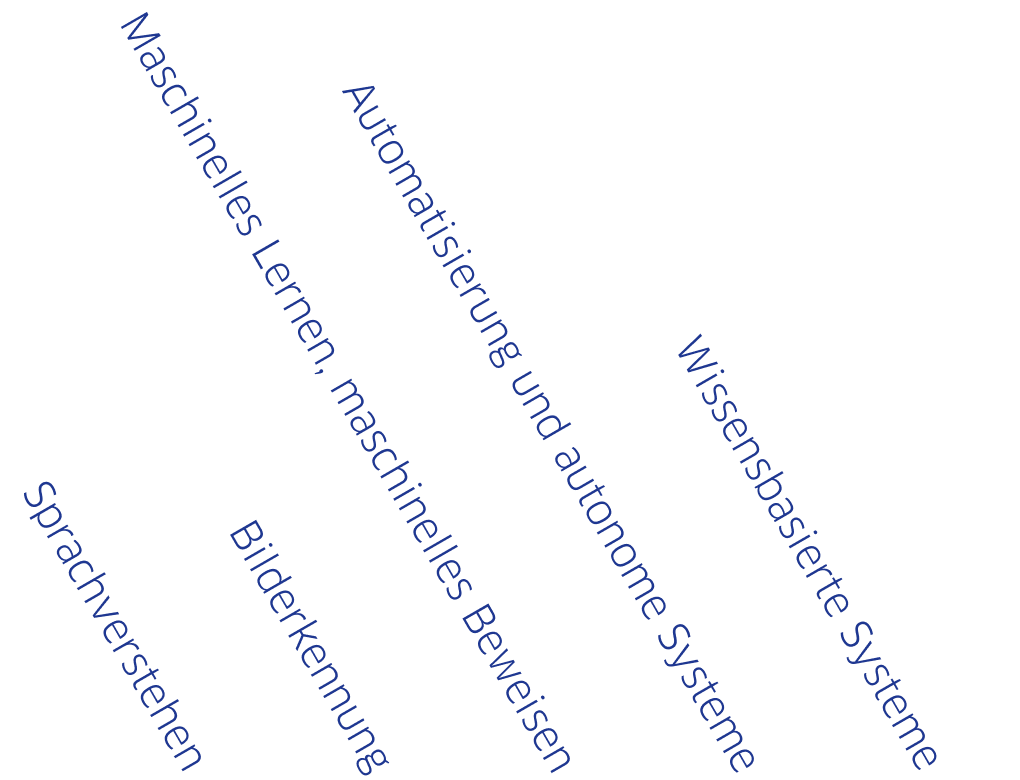 Sprachverstehen
Bilderkennung
Maschinelles Lernen, maschinelles Beweisen
Automatisierung und autonome Systeme
Wissensbasierte Systeme